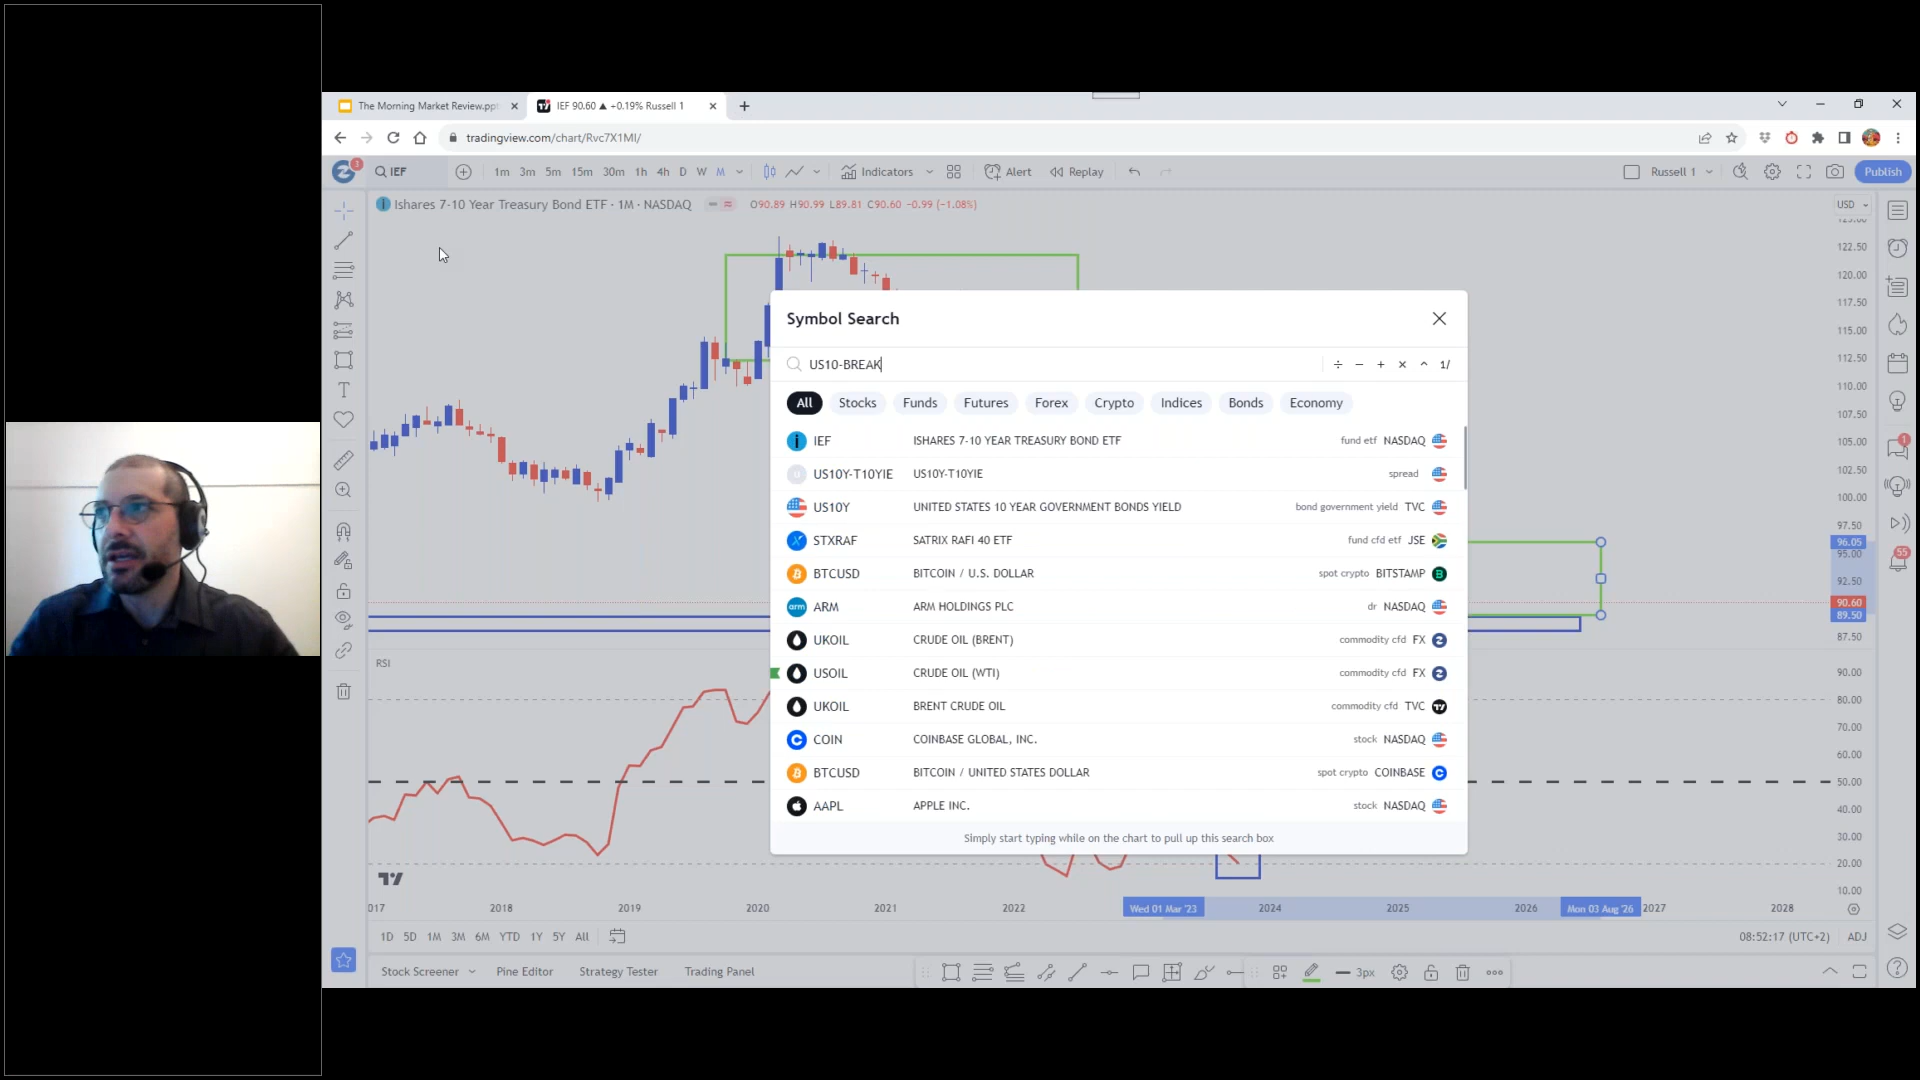 The Morning Market Review.ppt
IEF 90.60 ▲ +0.19% Russell 1
tradingview.com/chart/Rvc7X1MI/
3
IEF
1m 3m 5m 15m 30m 1h 4h D W M
Indicators
Alert
Replay
Russell 1
Publish
Ishares 7-10 Year Treasury Bond ETF · 1M · NASDAQ
O90.89 H90.99 L89.81 C90.60 −0.99 (−1.08%)
USD
122.50
120.00
117.50
115.00
112.50
110.00
107.50
105.00
102.50
100.00
97.50
96.05
95.00
92.50
90.60
89.50
87.50
Symbol Search
US10-BREAK
÷ − + × ^ 1/
All Stocks Funds Futures Forex Crypto Indices Bonds Economy
IEF ISHARES 7-10 YEAR TREASURY BOND ETF fund etf NASDAQ
US10Y-T10YIE US10Y-T10YIE spread
US10Y UNITED STATES 10 YEAR GOVERNMENT BONDS YIELD bond government yield TVC
STXRAF SATRIX RAFI 40 ETF fund cfd etf JSE
BTCUSD BITCOIN / U.S. DOLLAR spot crypto BITSTAMP
arm ARM ARM HOLDINGS PLC dr NASDAQ
UKOIL CRUDE OIL (BRENT) commodity cfd FX
USOIL CRUDE OIL (WTI) commodity cfd FX
UKOIL BRENT CRUDE OIL commodity cfd TVC
COIN COINBASE GLOBAL, INC. stock NASDAQ
BTCUSD BITCOIN / UNITED STATES DOLLAR spot crypto COINBASE
AAPL APPLE INC. stock NASDAQ
Simply start typing while on the chart to pull up this search box
RSI
90.00
80.00
70.00
60.00
50.00
40.00
30.00
20.00
10.00
1
55
017 2018 2019 2020 2021 2022 Wed 01 Mar '23 2024 2025 2026 Mon 03 Aug '26 2027 2028
1D 5D 1M 3M 6M YTD 1Y 5Y All
08:52:17 (UTC+2) ADJ
Stock Screener Pine Editor Strategy Tester Trading Panel
3px